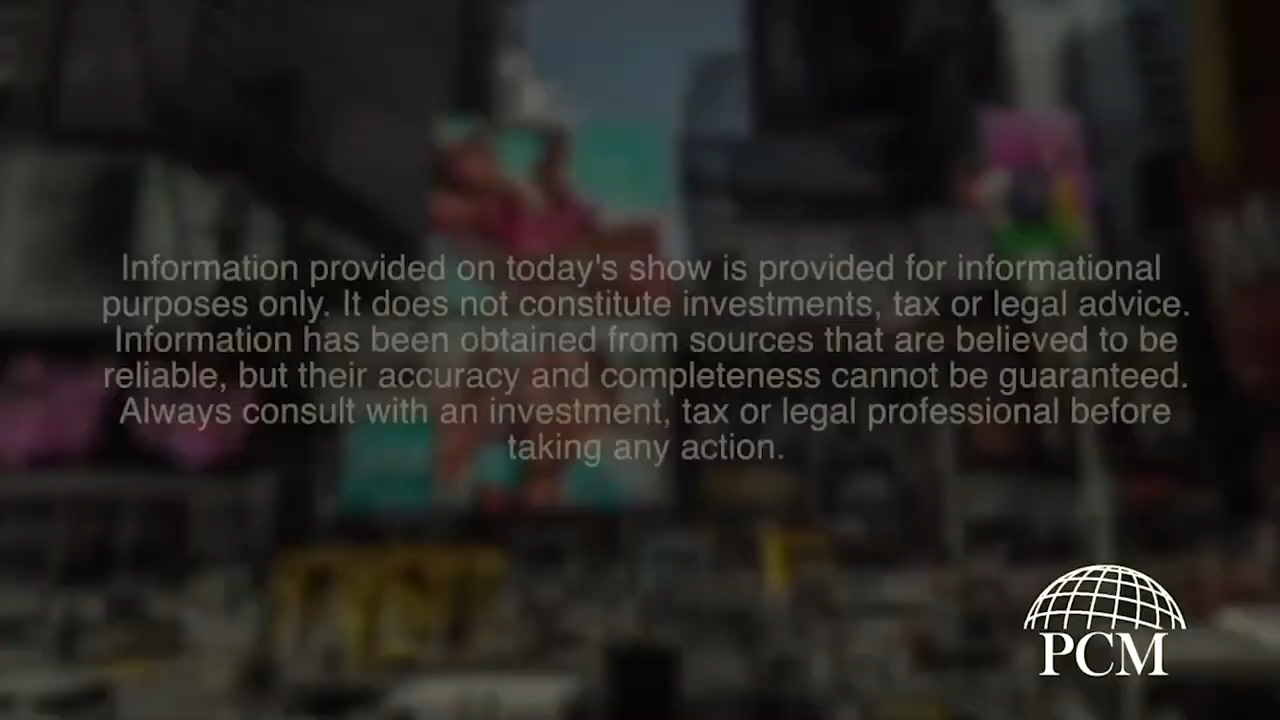 Information provided on today's show is provided for informational
purposes only. It does not constitute investments, tax or legal advice.
Information has been obtained from sources that are believed to be
reliable, but their accuracy and completeness cannot be guaranteed.
Always consult with an investment, tax or legal professional before
taking any action.
PCM